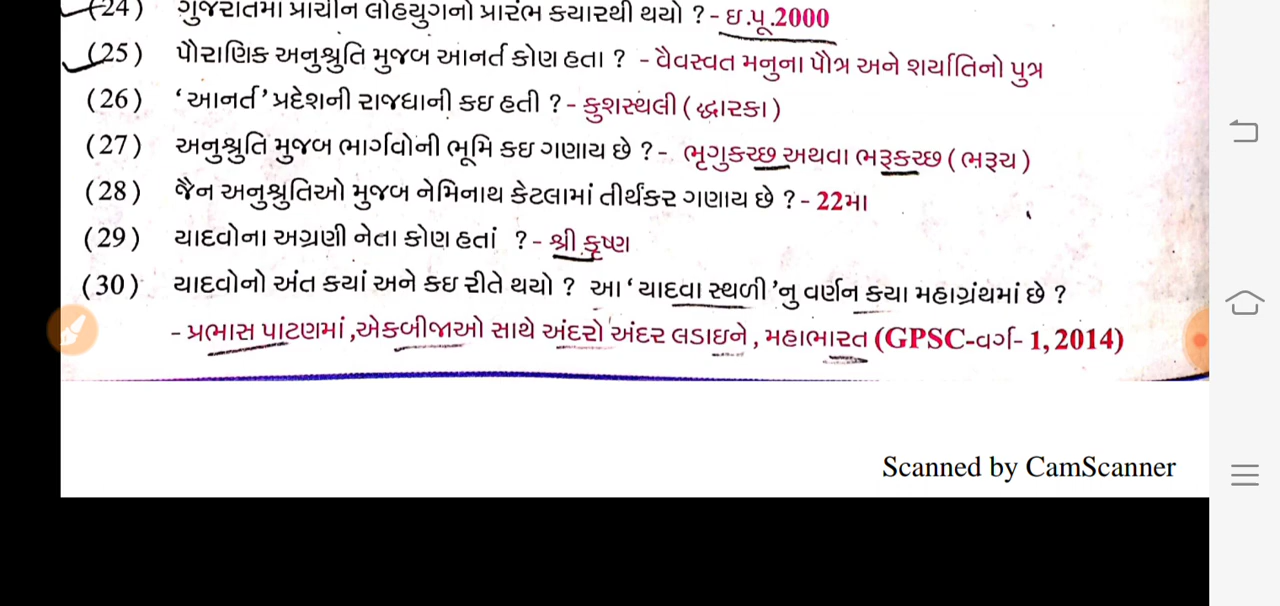 (24) ગુજરાતમાં પ્રાચીન લોહયુગનો પ્રારંભ કયારથી થયો ? - ઇ.પૂ.2000
(25) પૌરાણિક અનુશ્રુતિ મુજબ આનર્ત કોણ હતા ? - વૈવસ્વત મનુના પૌત્ર અને શર્યાતિનો પુત્ર
(26) ‘આનર્ત’ પ્રદેશની રાજધાની કઇ હતી ? - કુશસ્થલી ( દ્વારકા )
(27) અનુશ્રુતિ મુજબ ભાર્ગવોની ભૂમિ કઇ ગણાય છે ? - ભૃગુકચ્છ અથવા ભરૂકચ્છ ( ભરૂચ )
(28) જૈન અનુશ્રુતિઓ મુજબ નેમિનાથ કેટલામાં તીર્થંકર ગણાય છે ? - 22મા
(29) યાદવોના અગ્રણી નેતા કોણ હતાં ? - શ્રી કૃષ્ણ
(30) યાદવોનો અંત કયાં અને કઇ રીતે થયો ? આ ‘યાદવા સ્થળી’નુ વર્ણન કયા મહાગ્રંથમાં છે ?
- પ્રભાસ પાટણમાં ,એકબીજાઓ સાથે અંદરો અંદર લડાઇને , મહાભારત (GPSC-વર્ગ- 1, 2014)
Scanned by CamScanner